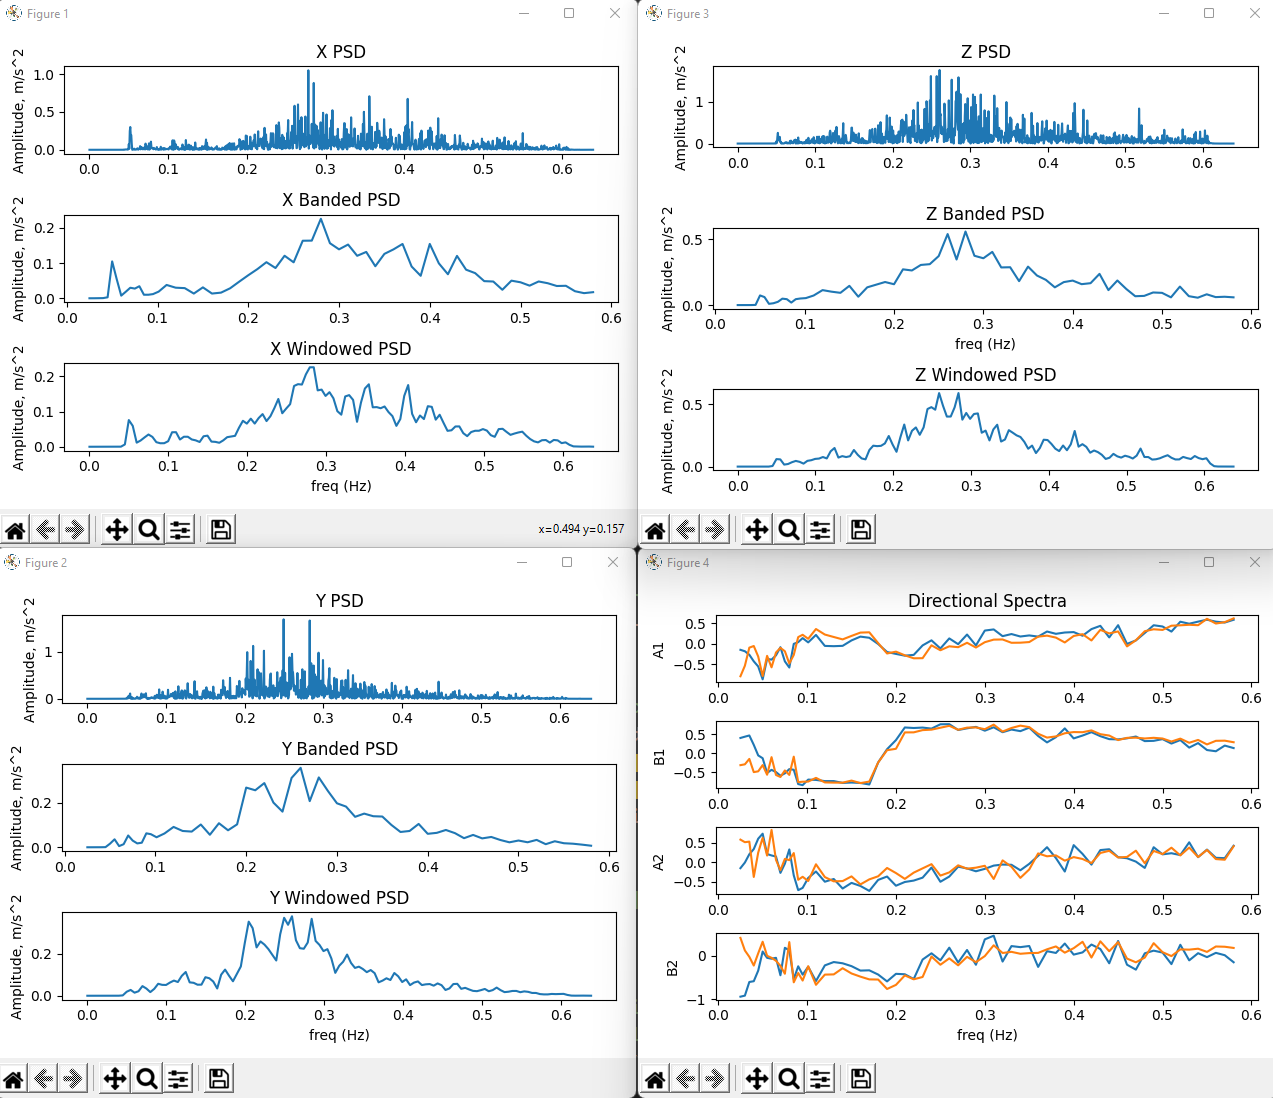 Figure 1
X PSD
Amplitude, m/s^2
1.0
0.5
0.0
0.0 0.1 0.2 0.3 0.4 0.5 0.6
X Banded PSD
Amplitude, m/s^2
0.2
0.1
0.0
0.0 0.1 0.2 0.3 0.4 0.5 0.6
X Windowed PSD
Amplitude, m/s^2
0.2
0.1
0.0
0.0 0.1 0.2 0.3 0.4 0.5 0.6
freq (Hz)
x=0.494 y=0.157
Figure 3
Z PSD
Amplitude, m/s^2
1
0
0.0 0.1 0.2 0.3 0.4 0.5 0.6
Z Banded PSD
Amplitude, m/s^2
0.5
0.0
0.0 0.1 0.2 0.3 0.4 0.5 0.6
freq (Hz)
Z Windowed PSD
Amplitude, m/s^2
0.5
0.0
0.0 0.1 0.2 0.3 0.4 0.5 0.6
Figure 2
Y PSD
Amplitude, m/s^2
1
0
0.0 0.1 0.2 0.3 0.4 0.5 0.6
Y Banded PSD
Amplitude, m/s^2
0.2
0.0
0.0 0.1 0.2 0.3 0.4 0.5 0.6
Y Windowed PSD
Amplitude, m/s^2
0.2
0.0
0.0 0.1 0.2 0.3 0.4 0.5 0.6
freq (Hz)
Figure 4
Directional Spectra
A1
0.5
0.0
−0.5
0.0 0.1 0.2 0.3 0.4 0.5 0.6
B1
0.5
0.0
−0.5
0.0 0.1 0.2 0.3 0.4 0.5 0.6
A2
0.5
0.0
−0.5
0.0 0.1 0.2 0.3 0.4 0.5 0.6
B2
0
−1
0.0 0.1 0.2 0.3 0.4 0.5 0.6
freq (Hz)